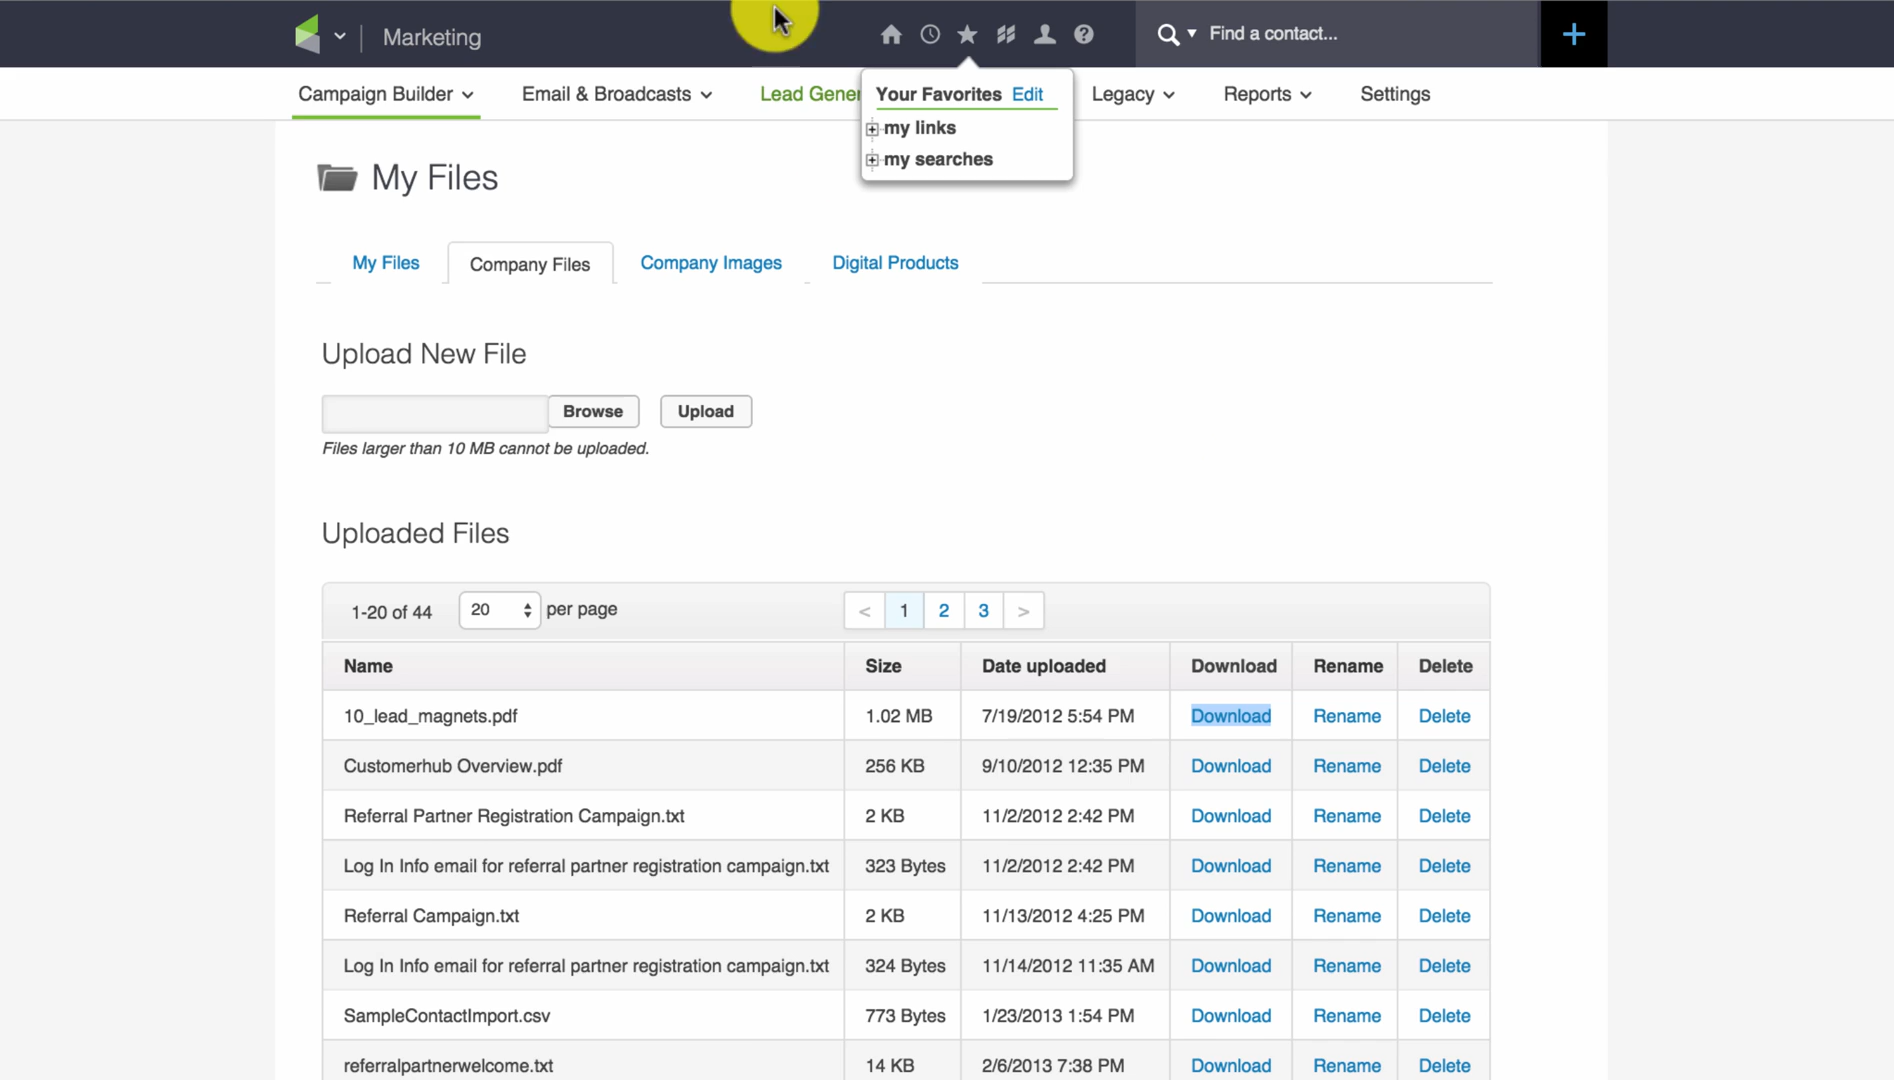 Marketing
Find a contact...
Campaign Builder
Email & Broadcasts
Lead Gener
Legacy
Reports
Settings
Your Favorites Edit
my links
my searches
My Files
My Files
Company Files
Company Images
Digital Products
Upload New File
Browse
Upload
Files larger than 10 MB cannot be uploaded.
Uploaded Files
1-20 of 44 20 per page < 1 2 3 >
Name Size Date uploaded Download Rename Delete
10_lead_magnets.pdf 1.02 MB 7/19/2012 5:54 PM Download Rename Delete
Customerhub Overview.pdf 256 KB 9/10/2012 12:35 PM Download Rename Delete
Referral Partner Registration Campaign.txt 2 KB 11/2/2012 2:42 PM Download Rename Delete
Log In Info email for referral partner registration campaign.txt 323 Bytes 11/2/2012 2:42 PM Download Rename Delete
Referral Campaign.txt 2 KB 11/13/2012 4:25 PM Download Rename Delete
Log In Info email for referral partner registration campaign.txt 324 Bytes 11/14/2012 11:35 AM Download Rename Delete
SampleContactImport.csv 773 Bytes 1/23/2013 1:54 PM Download Rename Delete
referralpartnerwelcome.txt 14 KB 2/6/2013 7:38 PM Download Rename Delete